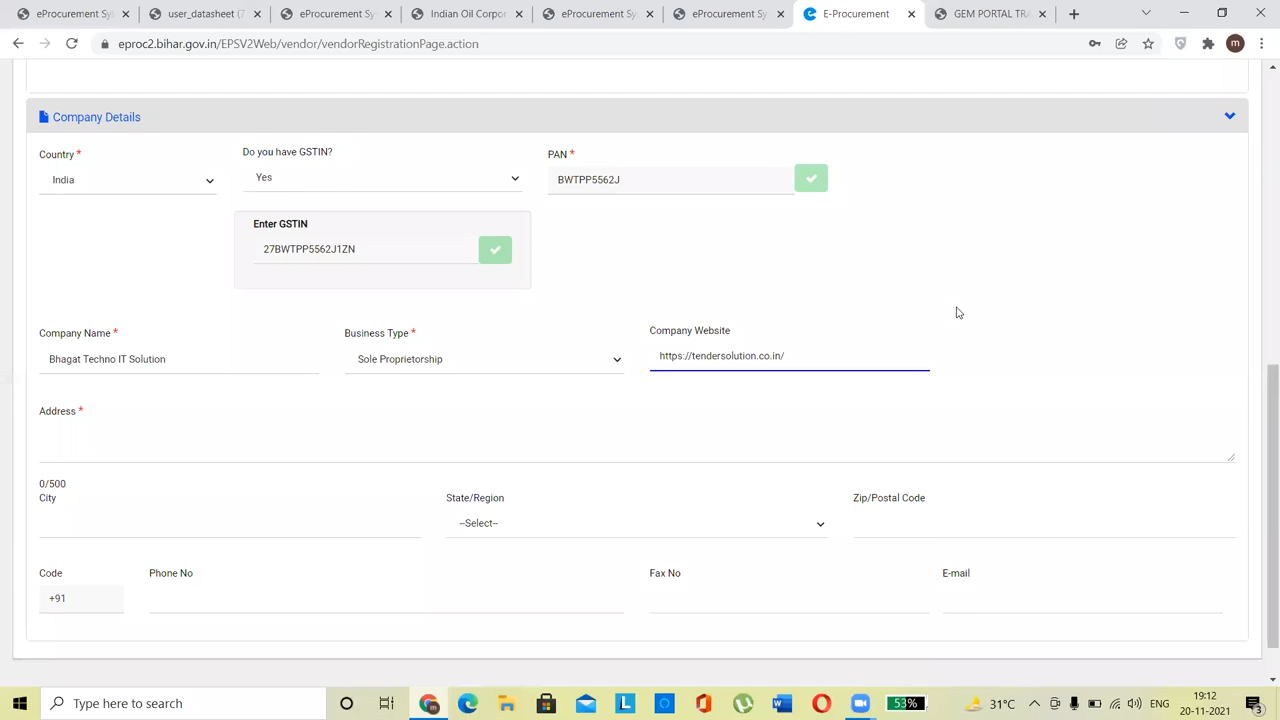 eProcurement Sy
user_datasheet (7
eProcurement Sy
Indian Oil Corpo
eProcurement Sy
eProcurement Sy
E-Procurement
GEM PORTAL TRA
eproc2.bihar.gov.in/EPSV2Web/vendor/vendorRegistrationPage.action
m
Company Details
Country *
Do you have GSTIN?
PAN *
India
Yes
BWTPP5562J
Enter GSTIN
27BWTPP5562J1ZN
Company Name *
Business Type *
Company Website
Bhagat Techno IT Solution
Sole Proprietorship
https://tendersolution.co.in/
Address *
0/500
City
State/Region
Zip/Postal Code
--Select--
Code
Phone No
Fax No
E-mail
+91
Type here to search
L
W
53%
31°C
ENG
19:12
20-11-2021
3